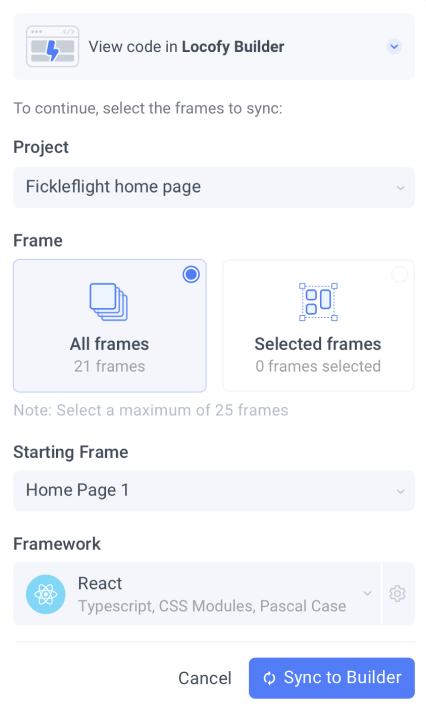 View code in Locofy Builder
To continue, select the frames to sync:
Project
Fickleflight home page
Frame
All frames
21 frames
Selected frames
0 frames selected
Note: Select a maximum of 25 frames
Starting Frame
Home Page 1
Framework
React
Typescript, CSS Modules, Pascal Case
Cancel
Sync to Builder